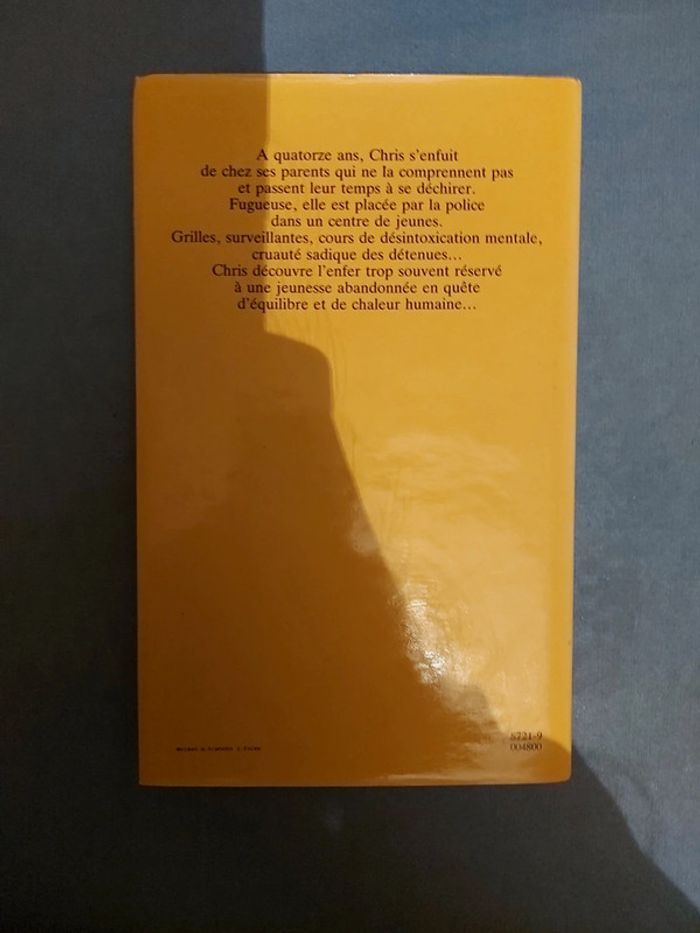 A quatorze ans, Chris s'enfuit
de chez ses parents qui ne la comprennent pas
et passent leur temps à se déchirer.
Fugueuse, elle est placée par la police
dans un centre de jeunes.
Grilles, surveillantes, cours de désintoxication mentale,
cruauté sadique des détenues...
Chris découvre l'enfer trop souvent réservé
à une jeunesse abandonnée en quête
d'équilibre et de chaleur humaine...
8721-9
004800